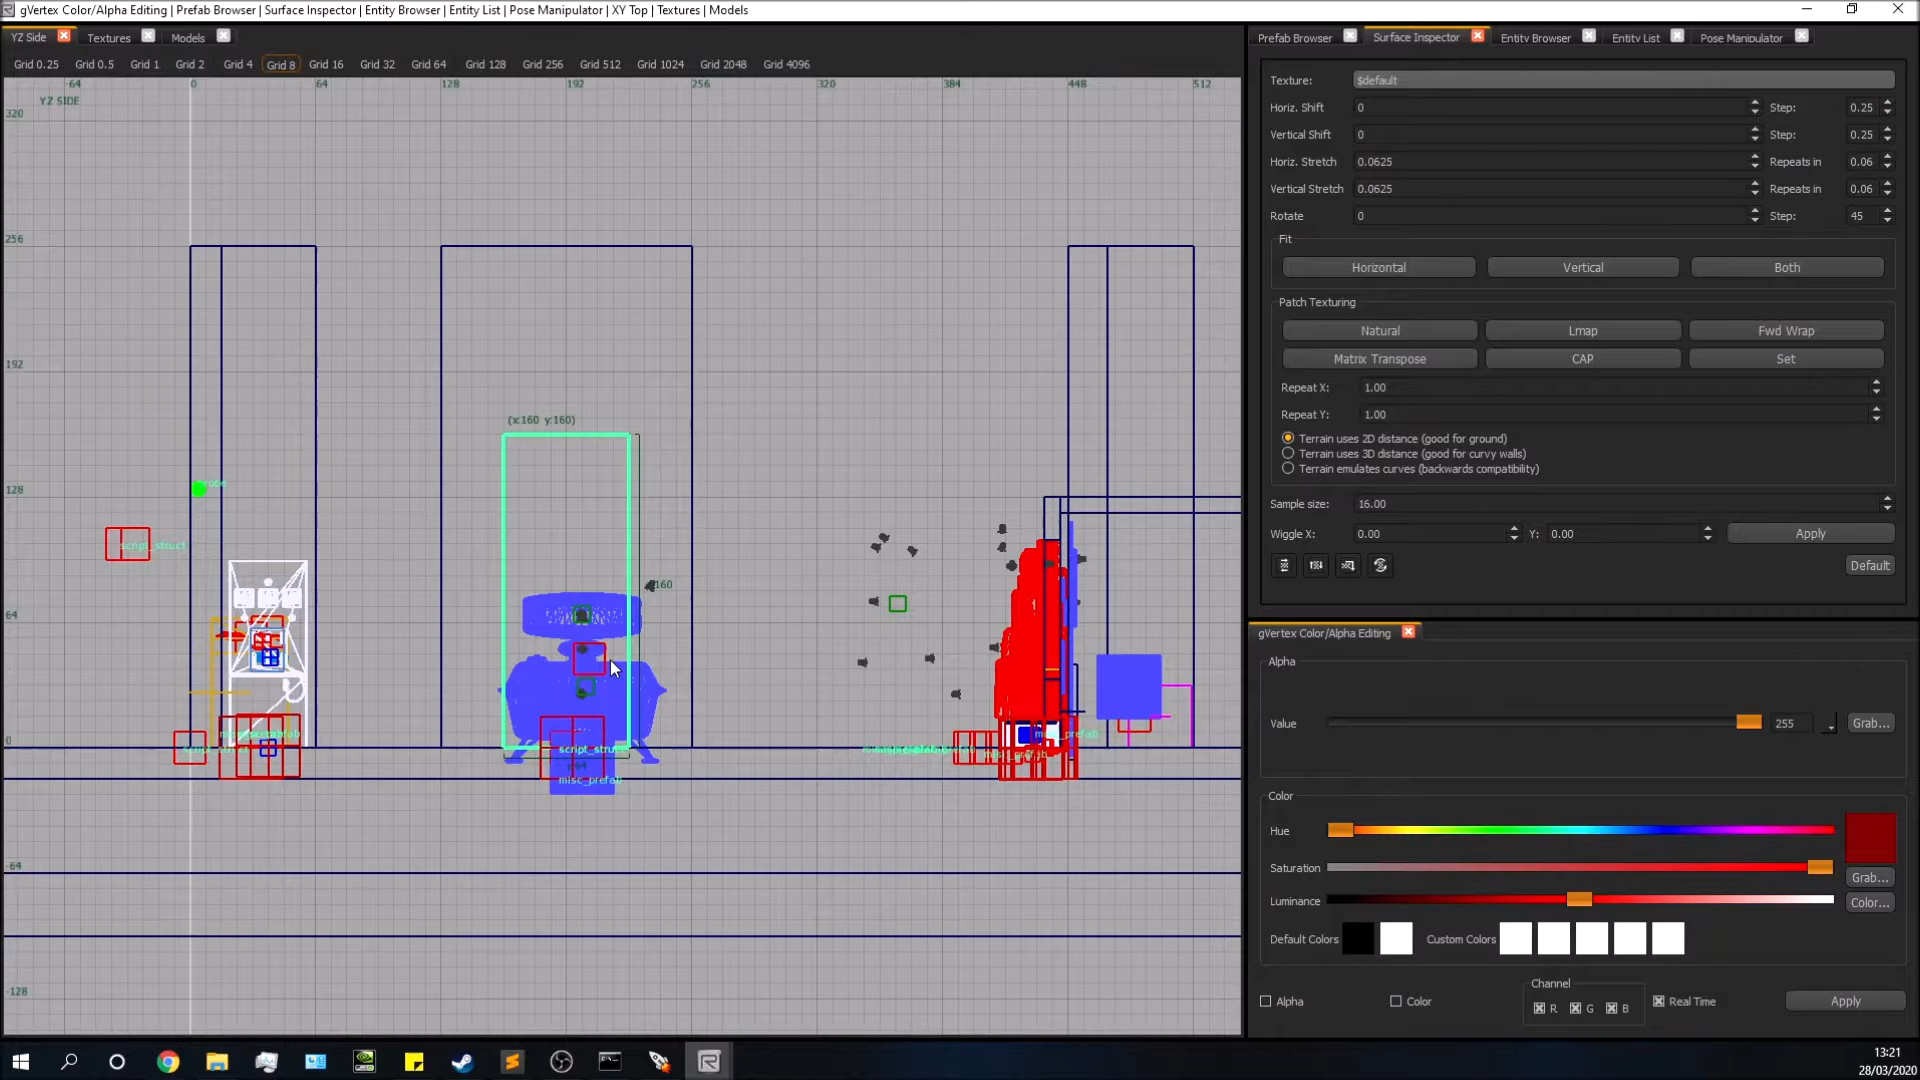 gVertex Color/Alpha Editing | Prefab Browser | Surface Inspector | Entity Browser | Entity List | Pose Manipulator | XY Top | Textures | Models
YZ Side Textures Models
Grid 0.25 Grid 0.5 Grid 1 Grid 2 Grid 4 Grid 8 Grid 16 Grid 32 Grid 64 Grid 128 Grid 256 Grid 512 Grid 1024 Grid 2048 Grid 4096
-64 0 64 128 192 256 320 384 448 512
YZ SIDE
320
256
192
(x:160 y:160)
128
script_struct
160
64
0
script_struct
misc_prefab
misc_prefab
-64
-128
Prefab Browser Surface Inspector Entity Browser Entity List Pose Manipulator
Texture: $default
Horiz. Shift 0 Step: 0.25
Vertical Shift 0 Step: 0.25
Horiz. Stretch 0.0625 Repeats in 0.06
Vertical Stretch 0.0625 Repeats in 0.06
Rotate 0 Step: 45
Fit
Horizontal Vertical Both
Patch Texturing
Natural Lmap Fwd Wrap
Matrix Transpose CAP Set
Repeat X: 1.00
Repeat Y: 1.00
Terrain uses 2D distance (good for ground)
Terrain uses 3D distance (good for curvy walls)
Terrain emulates curves (backwards compatibility)
Sample size: 16.00
Wiggle X: 0.00 Y: 0.00 Apply
Default
gVertex Color/Alpha Editing
Alpha
Value 255 Grab...
Color
Hue
Saturation Grab...
Luminance Color...
Default Colors Custom Colors
Channel
Alpha Color R G B Real Time Apply
13:21
28/03/2020